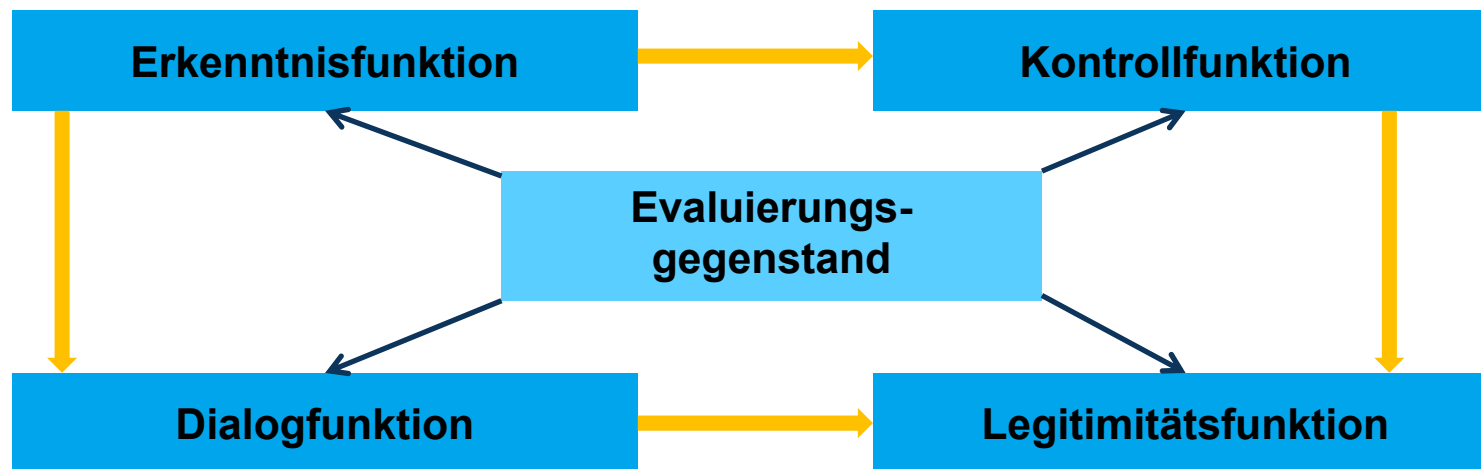 Erkenntnisfunktion
Kontrollfunktion
Evaluierungs-
gegenstand
Dialogfunktion
Legitimitätsfunktion